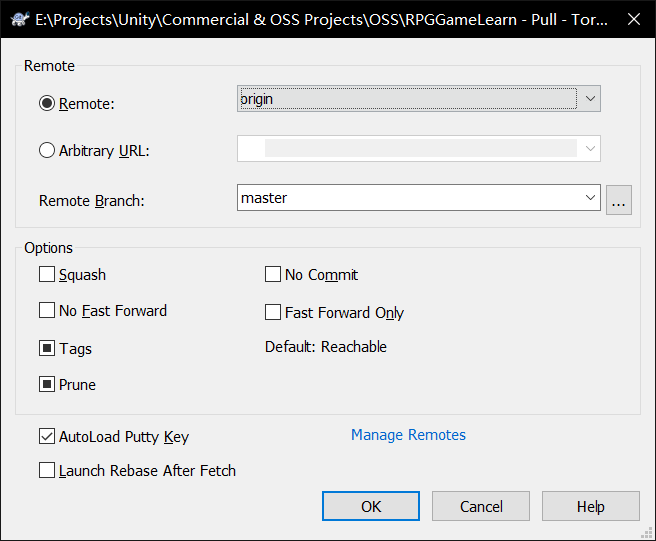 E:\Projects\Unity\Commercial & OSS Projects\OSS\RPGGameLearn - Pull - Tor...
Remote
Remote:
origin
Arbitrary URL:
Remote Branch:
master
...
Options
Squash
No Commit
No Fast Forward
Fast Forward Only
Tags
Default: Reachable
Prune
AutoLoad Putty Key
Manage Remotes
Launch Rebase After Fetch
OK
Cancel
Help